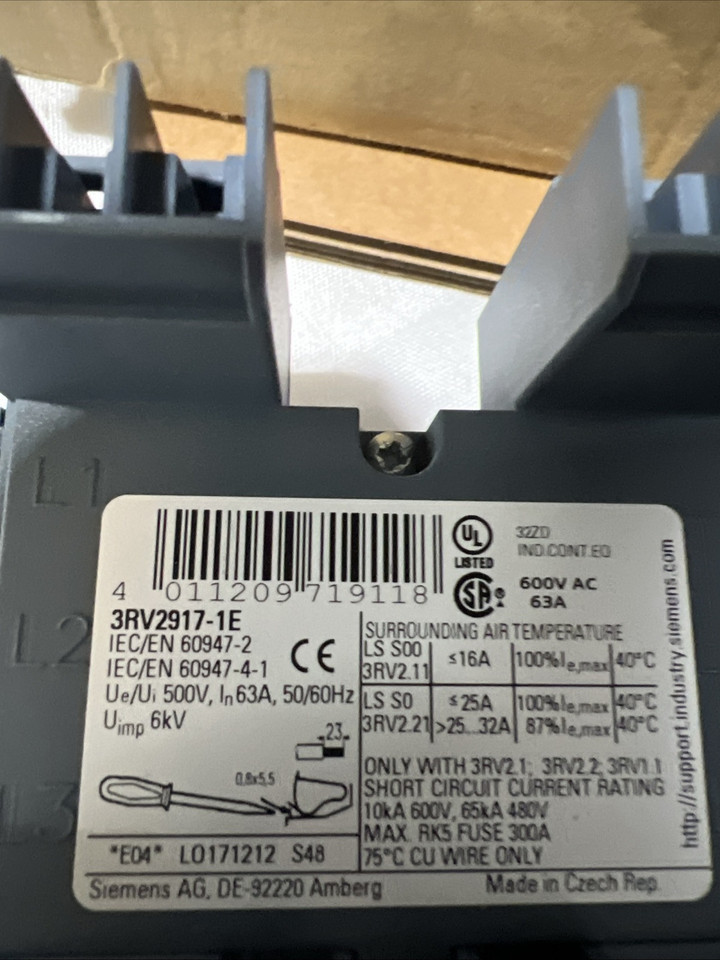 L1
L2
L3
4 011209 719118
3RV2917-1E
IEC/EN 60947-2
IEC/EN 60947-4-1
CE
Ue/Ui 500V, In 63A, 50/60Hz
Uimp 6kV
23
0,8x5,5
*E04* LO171212 S48
UL
LISTED
32ZD
IND.CONT.EQ
SA®
600V AC
63A
SURROUNDING AIR TEMPERATURE
LS S00
3RV2.11
≤16A
100%Ie,max
40°C
LS S0
3RV2.21
≤25A
100%Ie,max
40°C
>25...32A
87%Ie,max
40°C
ONLY WITH 3RV2.1; 3RV2.2; 3RV1.1
SHORT CIRCUIT CURRENT RATING
10kA 600V, 65kA 480V
MAX. RK5 FUSE 300A
75°C CU WIRE ONLY
Siemens AG, DE-92220 Amberg
Made in Czech Rep.
http://support.industry.siemens.com